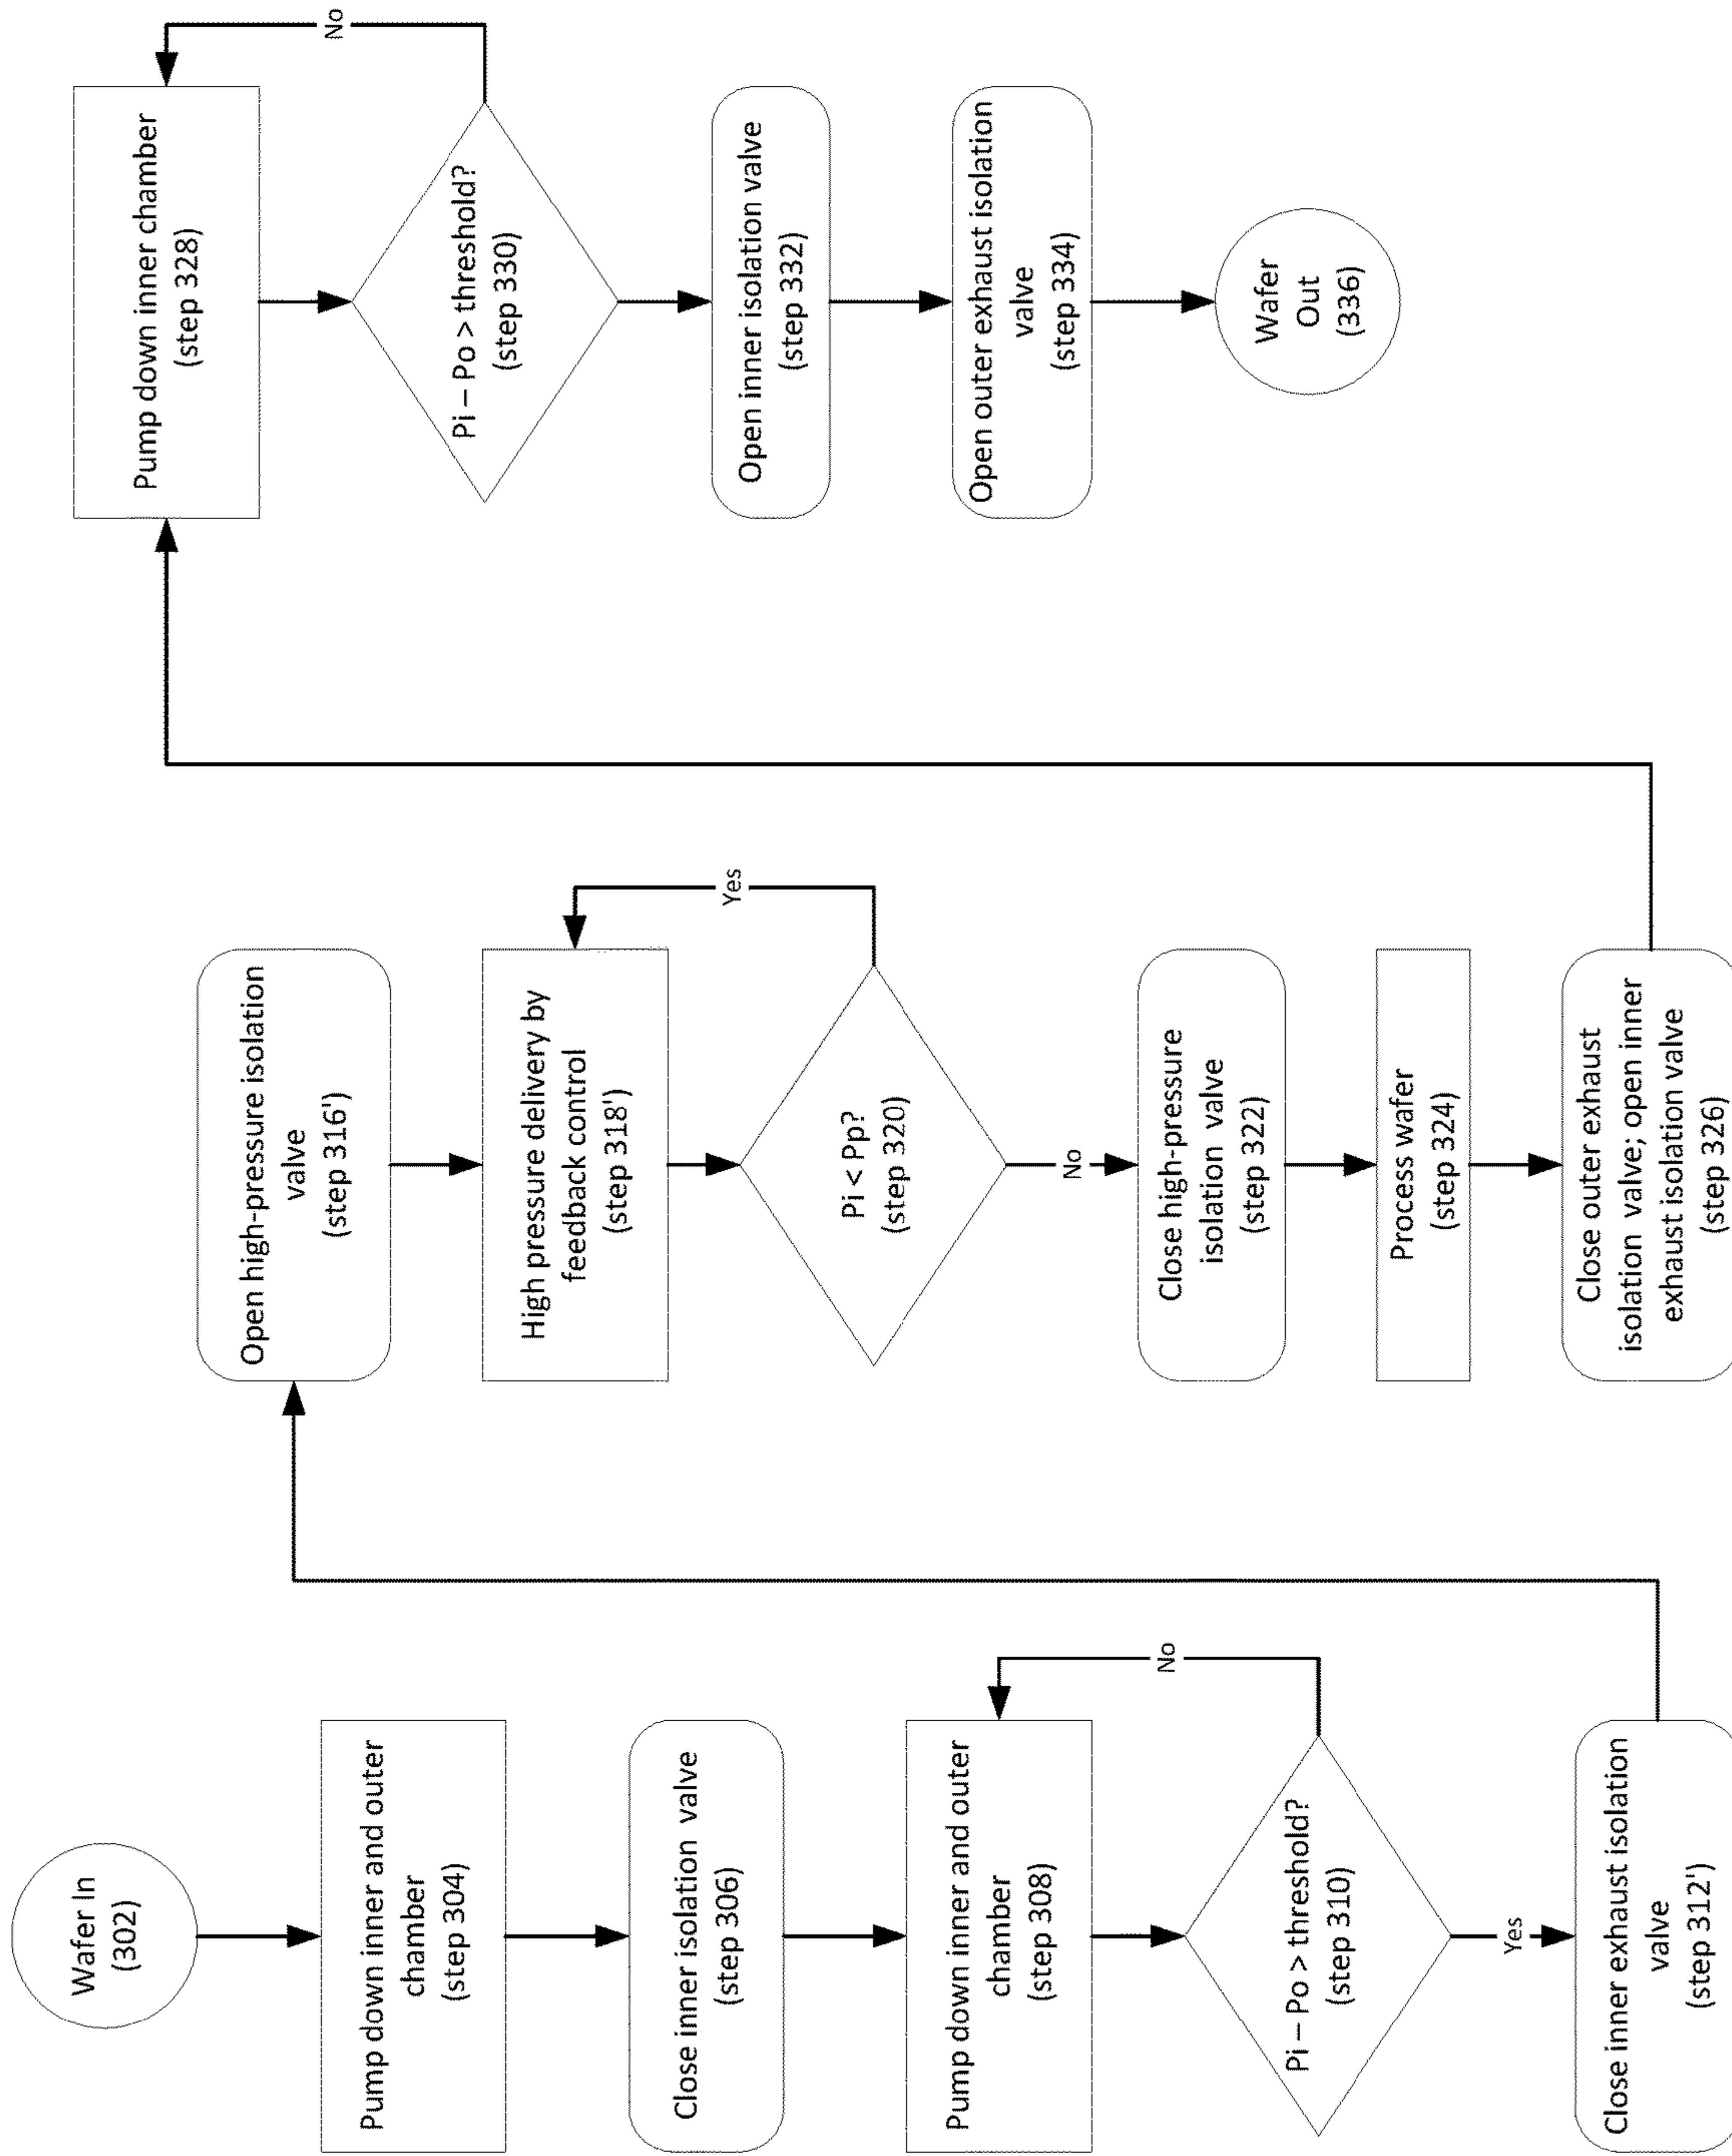 Wafer In
(302)
Pump down inner and outer
chamber
(step 304)
Close inner isolation valve
(step 306)
Pump down inner and outer
chamber
(step 308)
No
Pi – Po > threshold?
(step 310)
Yes
Close inner exhaust isolation
valve
(step 312')
Open high-pressure isolation
valve
(step 316')
High pressure delivery by
feedback control
(step 318')
Yes
Pi < Pp?
(step 320)
No
Close high-pressure
isolation valve
(step 322)
Process wafer
(step 324)
Close outer exhaust
isolation valve; open inner
exhaust isolation valve
(step 326)
Pump down inner chamber
(step 328)
No
Pi – Po > threshold?
(step 330)
Open inner isolation valve
(step 332)
Open outer exhaust isolation
valve
(step 334)
Wafer
Out
(336)